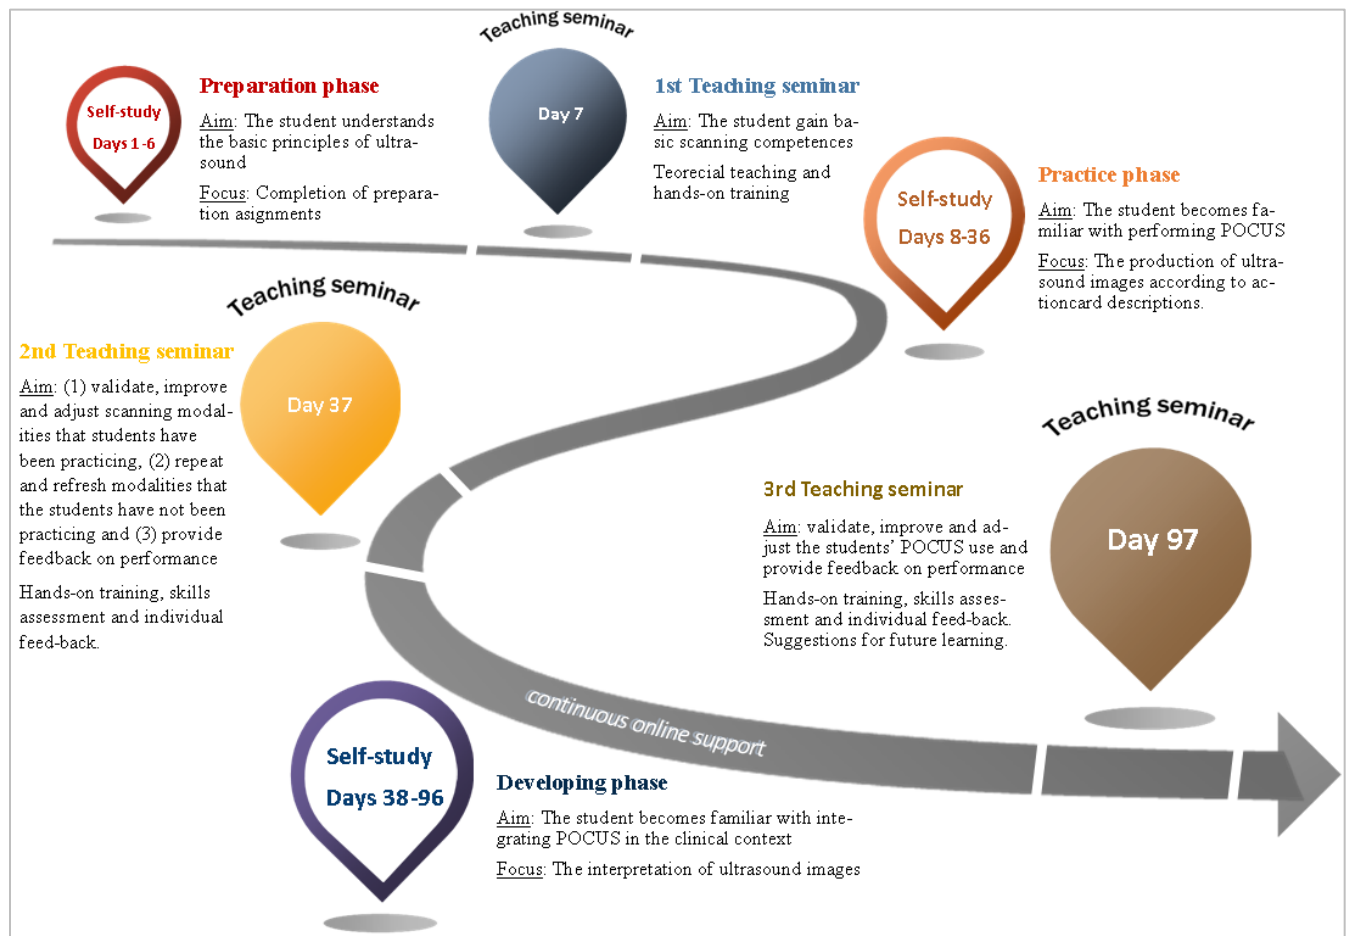 Self-study
Days 1-6
Preparation phase
Aim: The student understands
the basic principles of ultra-
sound
Focus: Completion of prepara-
tion asignments
Teaching seminar
Day 7
1st Teaching seminar
Aim: The student gain ba-
sic scanning competences
Teorecial teaching and
hands-on training
Self-study
Days 8-36
Practice phase
Aim: The student becomes fa-
miliar with performing POCUS
Focus: The production of ultra-
sound images according to ac-
tioncard descriptions.
Teaching seminar
Day 37
2nd Teaching seminar
Aim: (1) validate, improve
and adjust scanning modal-
ities that students have
been practicing, (2) repeat
and refresh modalities that
the students have not been
practicing and (3) provide
feedback on performance
Hands-on training, skills
assessment and individual
feed-back.
Teaching seminar
Day 97
3rd Teaching seminar
Aim: validate, improve and ad-
just the students’ POCUS use and
provide feedback on performance
Hands-on training, skills asses-
sment and individual feed-back.
Suggestions for future learning.
continuous online support
Self-study
Days 38-96
Developing phase
Aim: The student becomes familiar with inte-
grating POCUS in the clinical context
Focus: The interpretation of ultrasound images